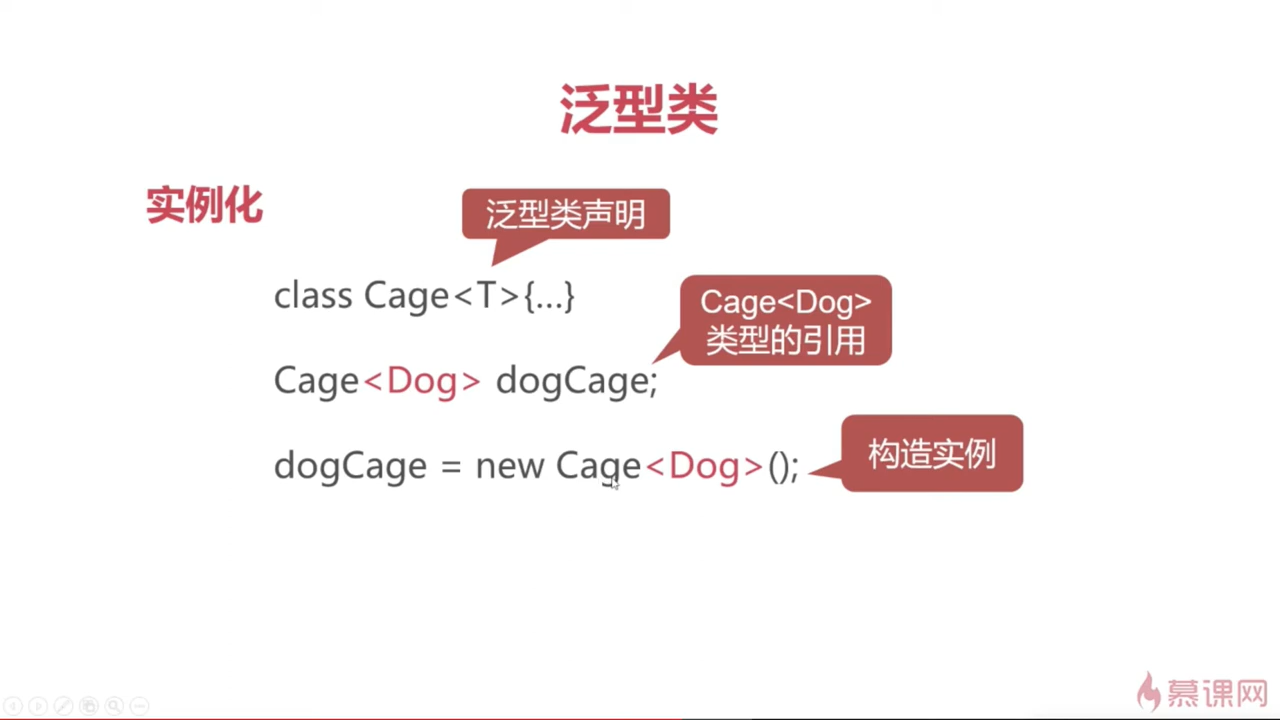 泛型类
实例化
泛型类声明
class Cage<T>{...}
Cage<Dog>
类型的引用
Cage<Dog> dogCage;
dogCage = new Cage<Dog>();
构造实例
慕课网